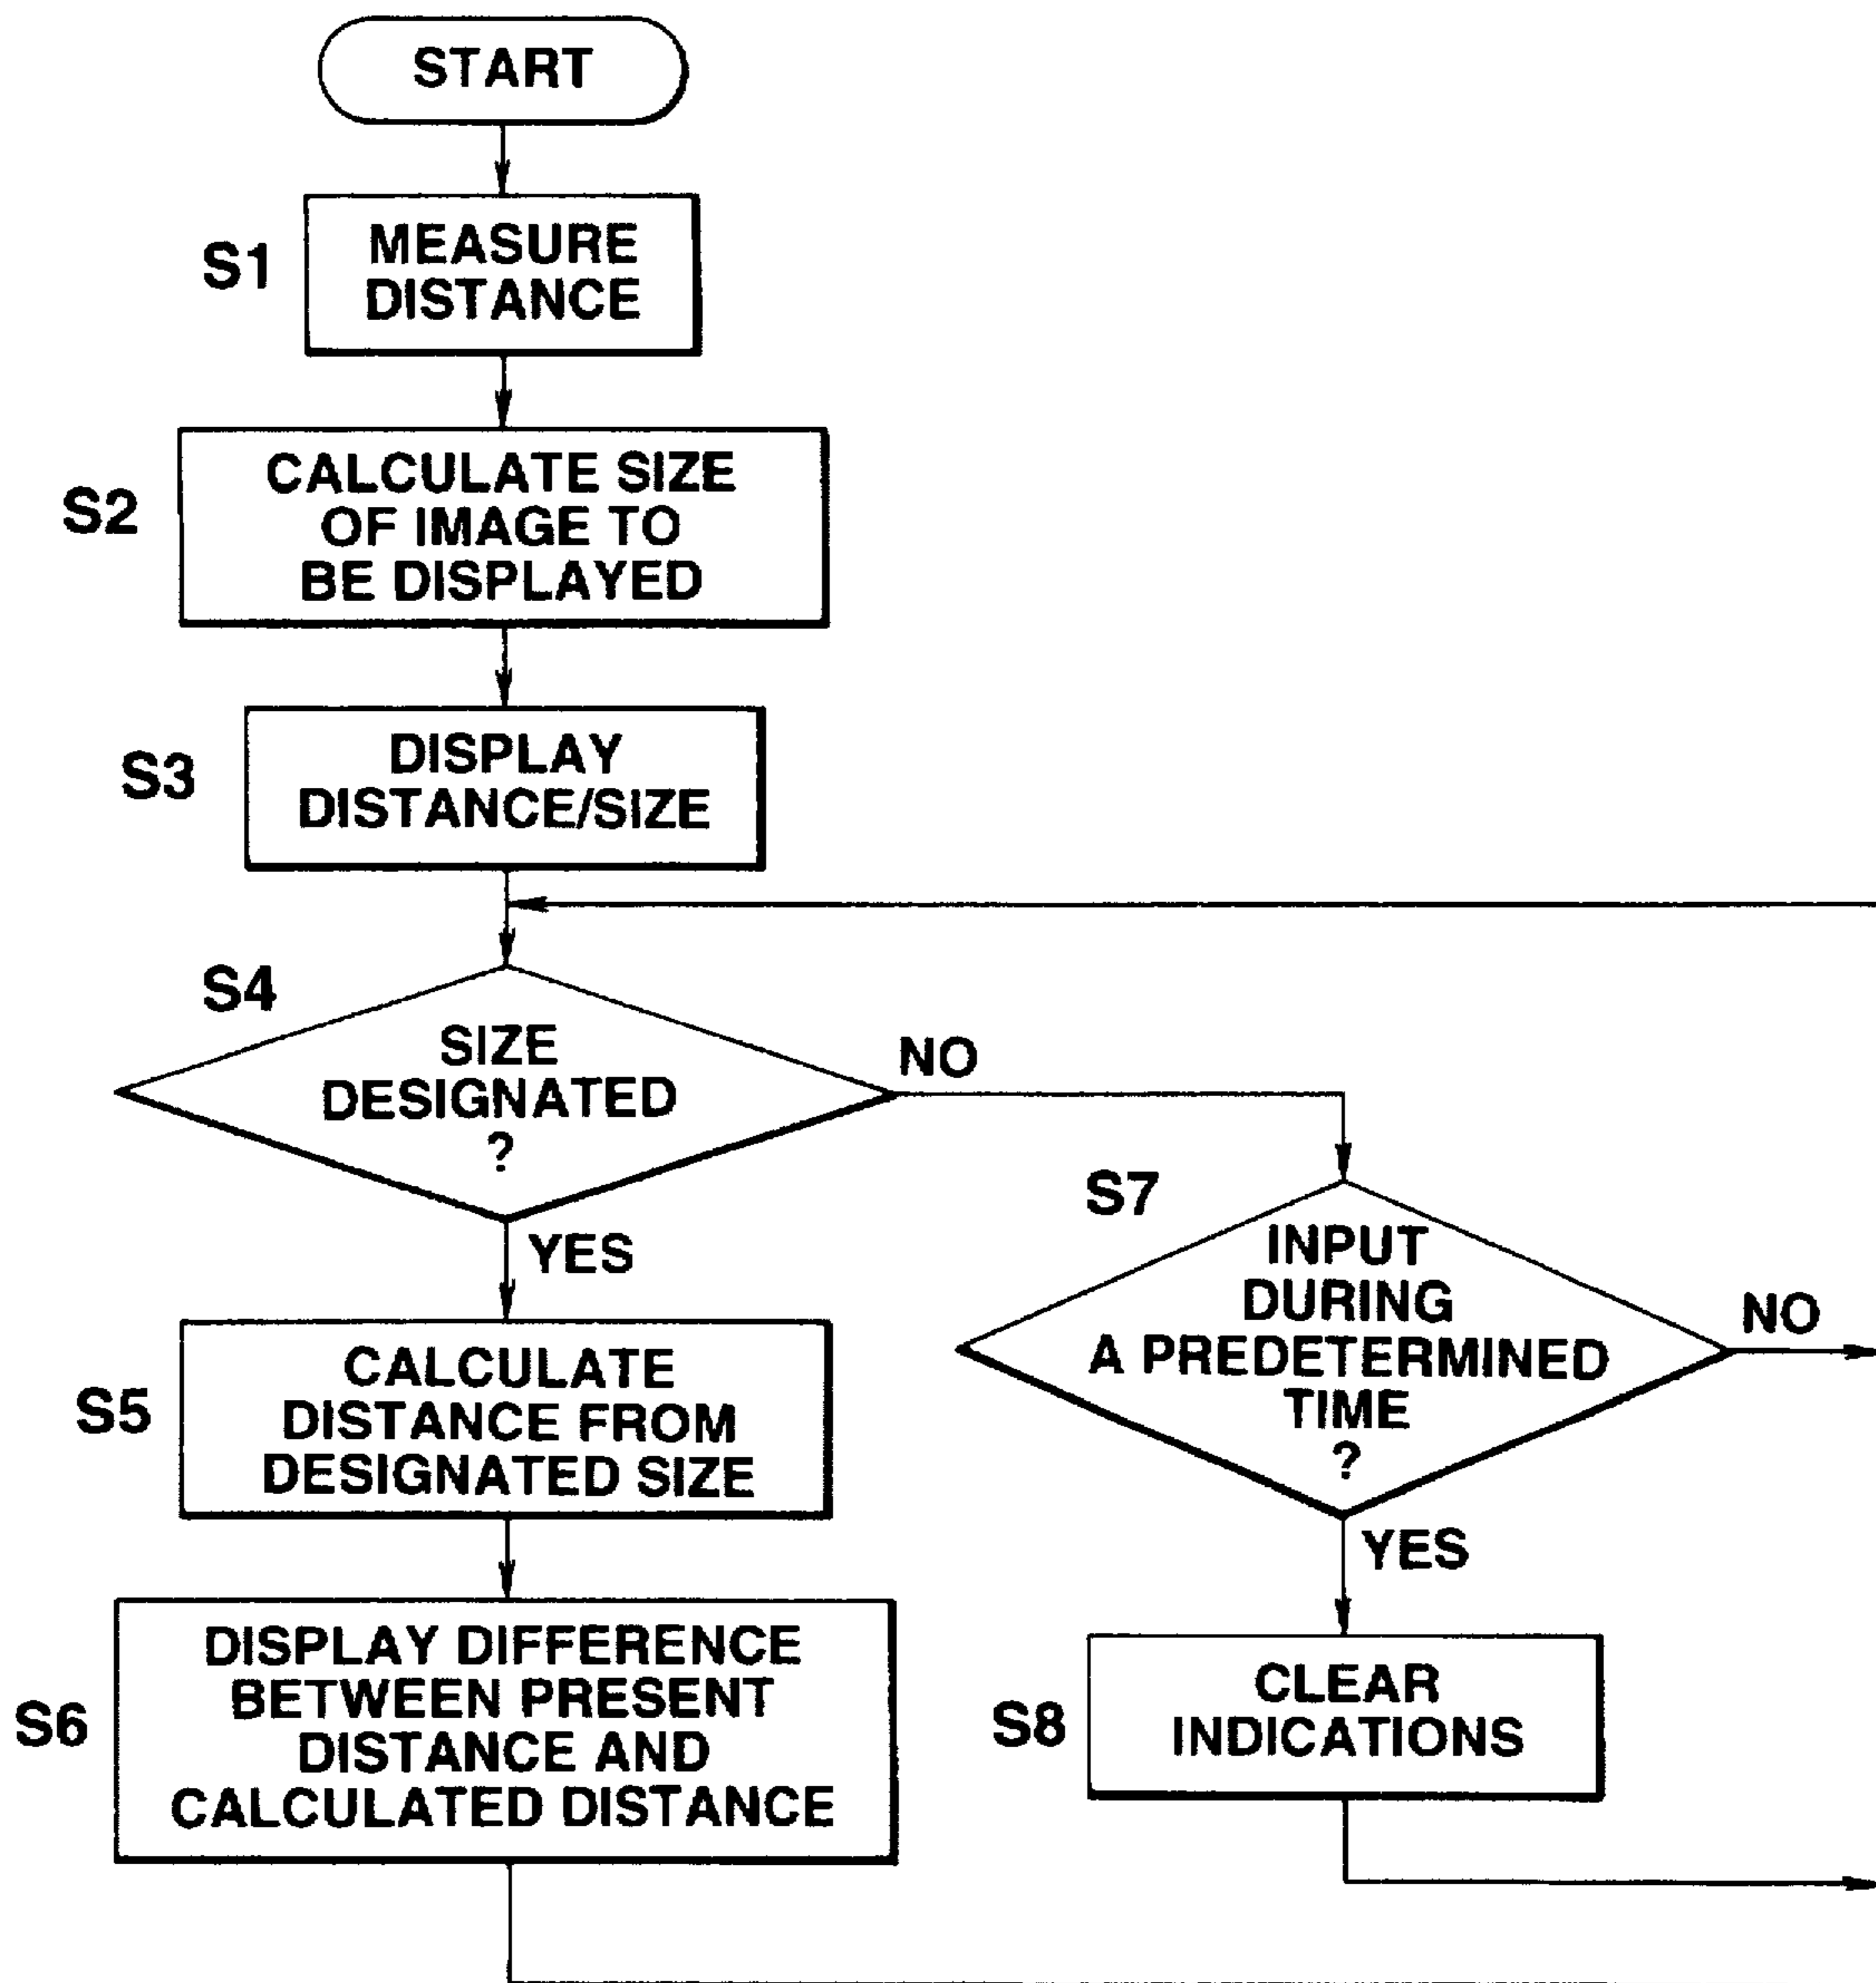 START
S1
MEASURE
DISTANCE
S2
CALCULATE SIZE
OF IMAGE TO
BE DISPLAYED
S3
DISPLAY
DISTANCE/SIZE
S4
SIZE
DESIGNATED
?
NO
YES
S5
CALCULATE
DISTANCE FROM
DESIGNATED SIZE
S6
DISPLAY DIFFERENCE
BETWEEN PRESENT
DISTANCE AND
CALCULATED DISTANCE
S7
INPUT
DURING
A PREDETERMINED
TIME
?
NO
YES
S8
CLEAR
INDICATIONS